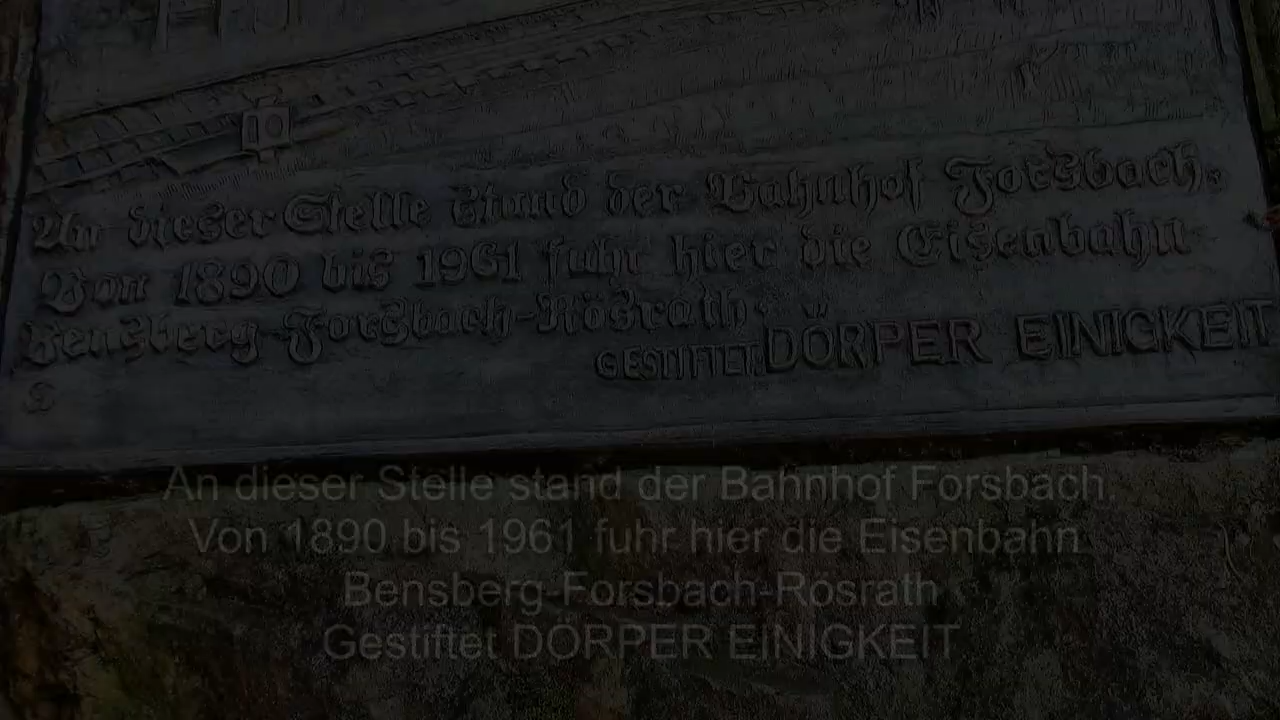 An dieser Stelle stand der Bahnhof Forsbach.
Von 1890 bis 1961 fuhr hier die Eisenbahn
Bensberg-Forsbach-Rösrath.
GESTIFTET: DÖRPER EINIGKEIT
An dieser Stelle stand der Bahnhof Forsbach.
Von 1890 bis 1961 fuhr hier die Eisenbahn
Bensberg-Forsbach-Rösrath
Gestiftet DÖRPER EINIGKEIT